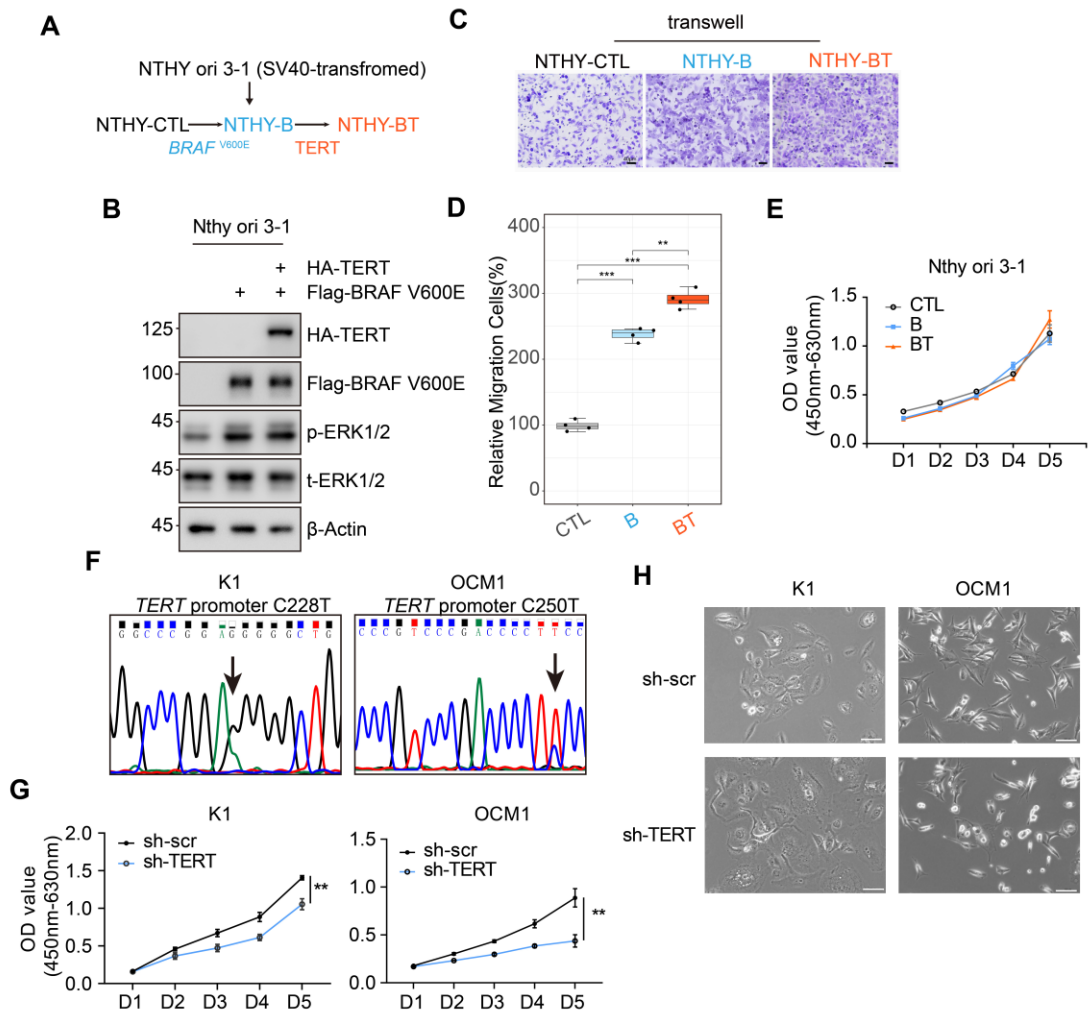 A
NTHY ori 3-1 (SV40-transfromed)
NTHY-CTL NTHY-B NTHY-BT
BRAF V600E TERT
B
Nthy ori 3-1
+ HA-TERT
+ + Flag-BRAF V600E
125 HA-TERT
100 Flag-BRAF V600E
45 p-ERK1/2
45 t-ERK1/2
45 β-Actin
C
transwell
NTHY-CTL NTHY-B NTHY-BT
D
Relative Migration Cells(%)
400
300
200
100
0
**
***
***
CTL B BT
E
Nthy ori 3-1
CTL
B
BT
OD value
(450nm-630nm)
1.5
1.0
0.5
0.0
D1 D2 D3 D4 D5
F
K1
TERT promoter C228T
G G C C C G G A G G G G G C T G
OCM1
TERT promoter C250T
C C C G T C C C G A C C C C T T C C
G
K1
sh-scr
sh-TERT
OD value
(450nm-630nm)
2.0
1.5
1.0
0.5
0.0
**
D1 D2 D3 D4 D5
OCM1
sh-scr
sh-TERT
1.5
1.0
0.5
0.0
**
D1 D2 D3 D4 D5
H
K1 OCM1
sh-scr
sh-TERT